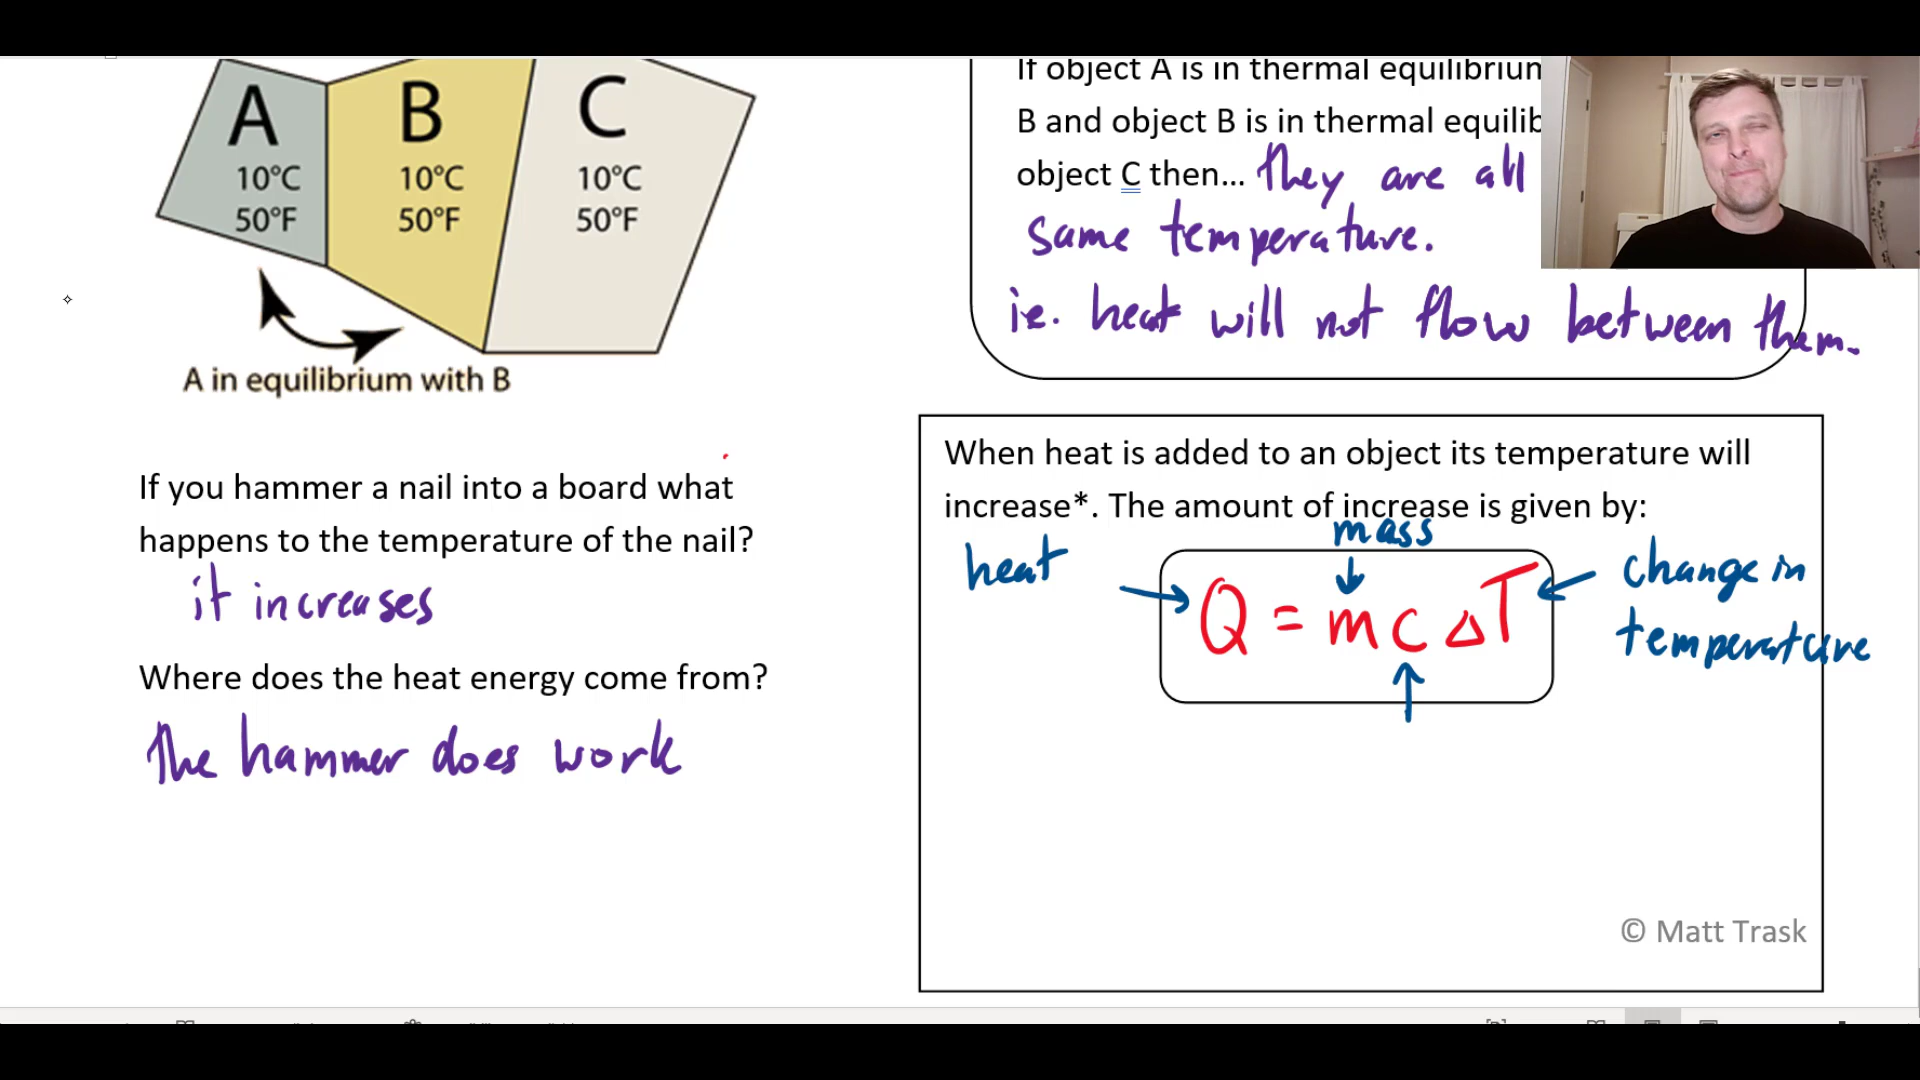 A
B
C
10°C
10°C
10°C
50°F
50°F
50°F
A in equilibrium with B
If object A is in thermal equilibrium
B and object B is in thermal equilib
object C then... they are all
same temperature.
ie. heat will not flow between them.
If you hammer a nail into a board what
happens to the temperature of the nail?
it increases
Where does the heat energy come from?
The hammer does work
When heat is added to an object its temperature will
increase*. The amount of increase is given by:
mass
heat
change in
temperature
Q = mc ΔT
© Matt Trask